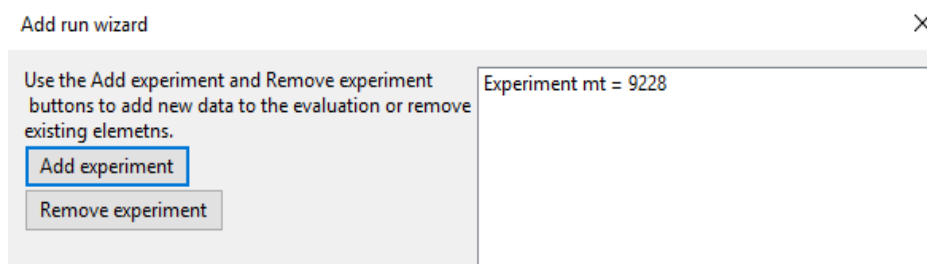 Add run wizard
Use the Add experiment and Remove experiment
buttons to add new data to the evaluation or remove
existing elemetns.
Add experiment
Remove experiment
Experiment mt = 9228